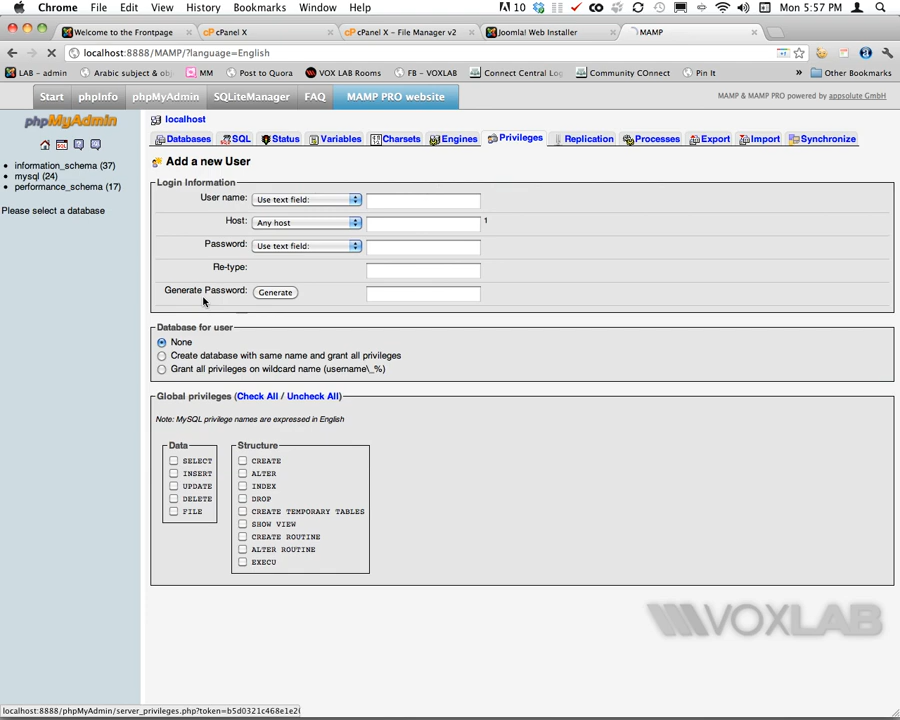 Chrome File Edit View History Bookmarks Window Help 10 Mon 5:57 PM
Welcome to the Frontpage
cPanel X
cPanel X - File Manager v2
Joomla! Web Installer
MAMP
localhost:8888/MAMP/?language=English
LAB - admin Arabic subject & obj MM Post to Quora VOX LAB Rooms FB - VOXLAB Connect Central Log Community COnnect Pin It » Other Bookmarks
Start phpInfo phpMyAdmin SQLiteManager FAQ MAMP PRO website MAMP & MAMP PRO powered by appsolute GmbH
phpMyAdmin
information_schema (37)
mysql (24)
performance_schema (17)
Please select a database
localhost
Databases SQL Status Variables Charsets Engines Privileges Replication Processes Export Import Synchronize
Add a new User
Login Information
User name: Use text field:
Host: Any host 1
Password: Use text field:
Re-type:
Generate Password: Generate
Database for user
None
Create database with same name and grant all privileges
Grant all privileges on wildcard name (username\_%)
Global privileges (Check All / Uncheck All)
Note: MySQL privilege names are expressed in English
Data
SELECT
INSERT
UPDATE
DELETE
FILE
Structure
CREATE
ALTER
INDEX
DROP
CREATE TEMPORARY TABLES
SHOW VIEW
CREATE ROUTINE
ALTER ROUTINE
EXECU
VOXLAB
localhost:8888/phpMyAdmin/server_privileges.php?token=b5d0321c468e1e2